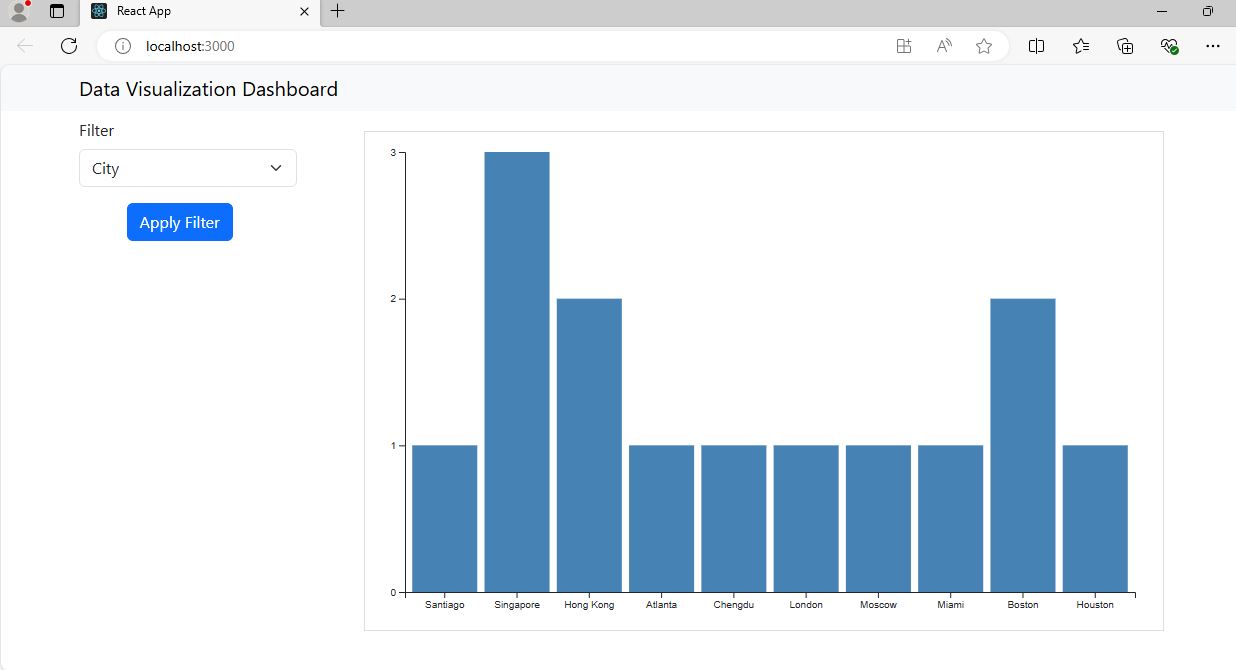 React App
localhost:3000
Data Visualization Dashboard
Filter
City
Apply Filter
3
2
1
0
Santiago Singapore Hong Kong Atlanta Chengdu London Moscow Miami Boston Houston